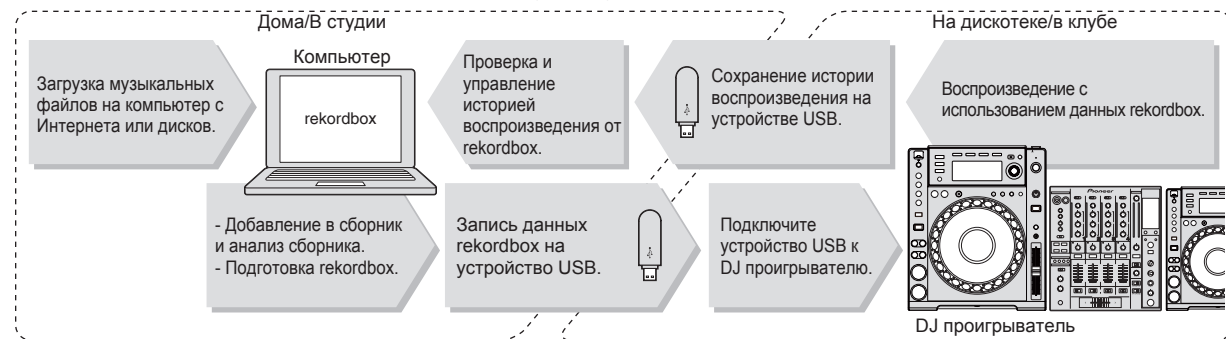 Дома/В студии
На дискотеке/в клубе
Загрузка музыкальных
файлов на компьютер с
Интернета или дисков.
Компьютер
rekordbox
Проверка и
управление
историей
воспроизведения от
rekordbox.
Сохранение истории
воспроизведения на
устройстве USB.
Воспроизведение с
использованием данных rekordbox.
- Добавление в сборник
и анализ сборника.
- Подготовка rekordbox.
Запись данных
rekordbox на
устройство USB.
Подключите
устройство USB к
DJ проигрывателю.
Pioneer
DJ проигрыватель